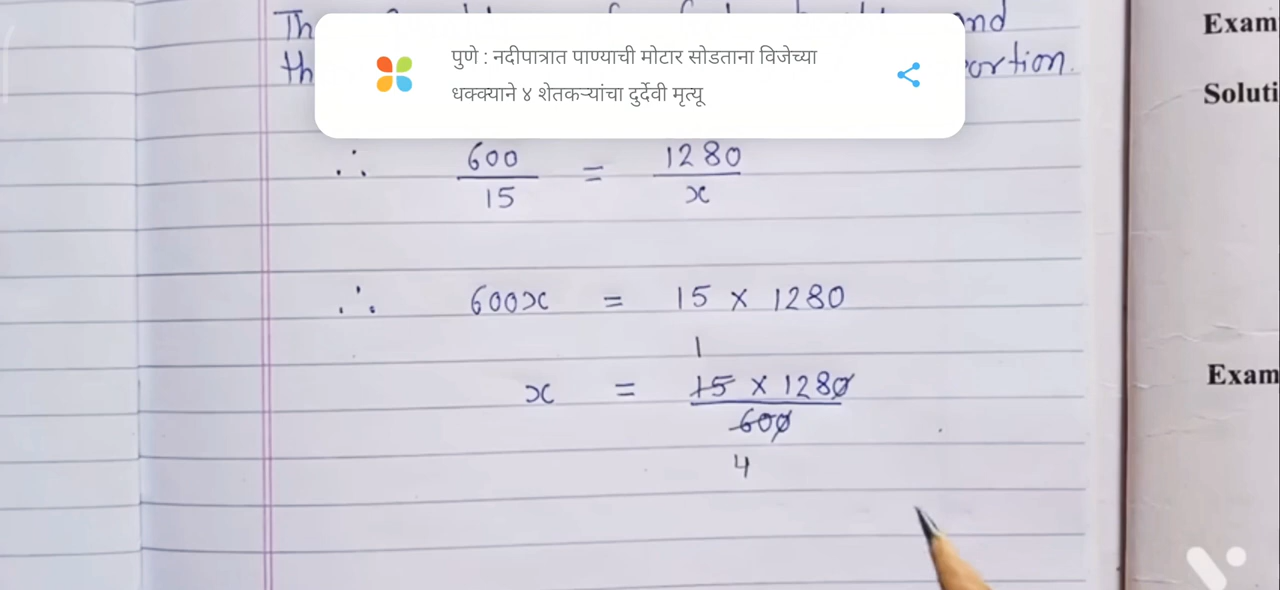 Th
and
th
ortion.
पुणे : नदीपात्रात पाण्याची मोटार सोडताना विजेच्या
धक्क्याने ४ शेतकऱ्यांचा दुर्दैवी मृत्यू
∴ 600/15 = 1280/x
∴ 600x = 15 × 1280
1
x = 15 × 1280/600
4
Exam
Soluti
Exam